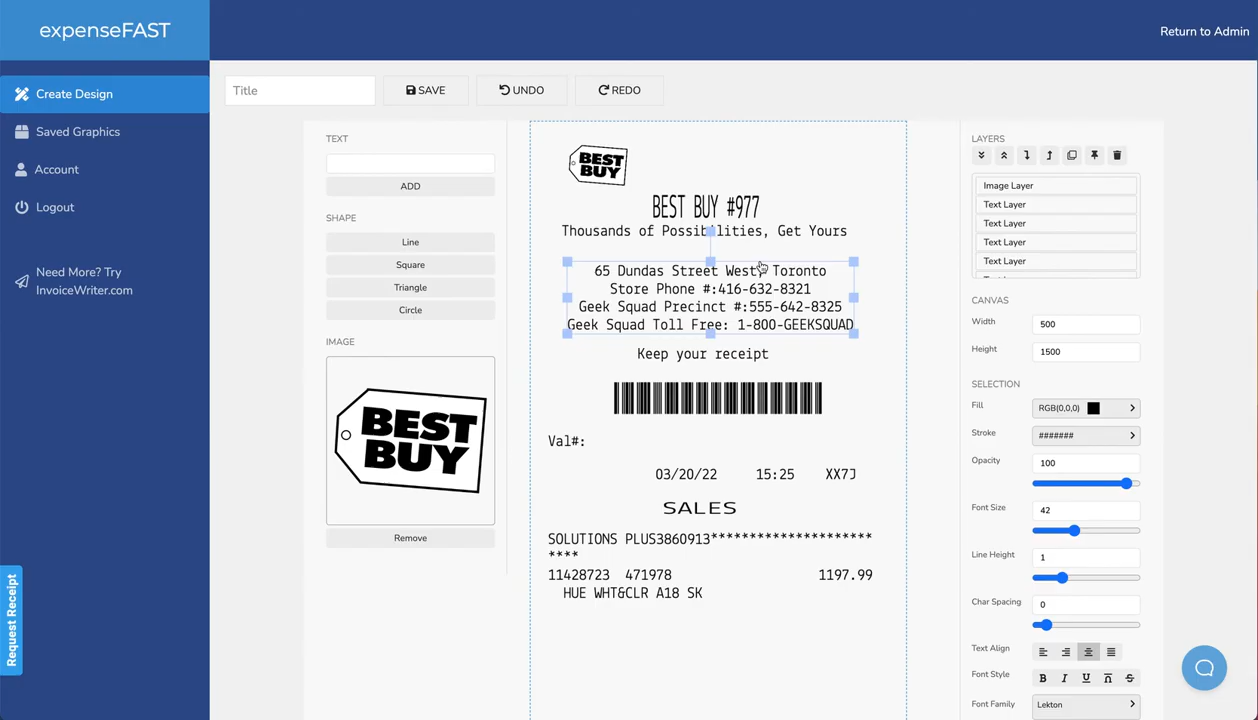 expenseFAST
Return to Admin
Create Design
Saved Graphics
Account
Logout
Need More? Try
InvoiceWriter.com
Request Receipt
Title
SAVE
UNDO
REDO
TEXT
ADD
SHAPE
Line
Square
Triangle
Circle
IMAGE
BEST
BUY
Remove
BEST
BUY
BEST BUY #977
Thousands of Possibilities, Get Yours
65 Dundas Street West, Toronto
Store Phone #:416-632-8321
Geek Squad Precinct #:555-642-8325
Geek Squad Toll Free: 1-800-GEEKSQUAD
Keep your receipt
Val#:
03/20/22 15:25 XX7J
SALES
SOLUTIONS PLUS3860913*********************
****
11428723 471978 1197.99
HUE WHT&CLR A18 SK
LAYERS
Image Layer
Text Layer
Text Layer
Text Layer
Text Layer
CANVAS
Width 500
Height 1500
SELECTION
Fill RGB(0,0,0)
Stroke #######
Opacity 100
Font Size 42
Line Height 1
Char Spacing 0
Text Align
Font Style B I U n S
Font Family Lekton